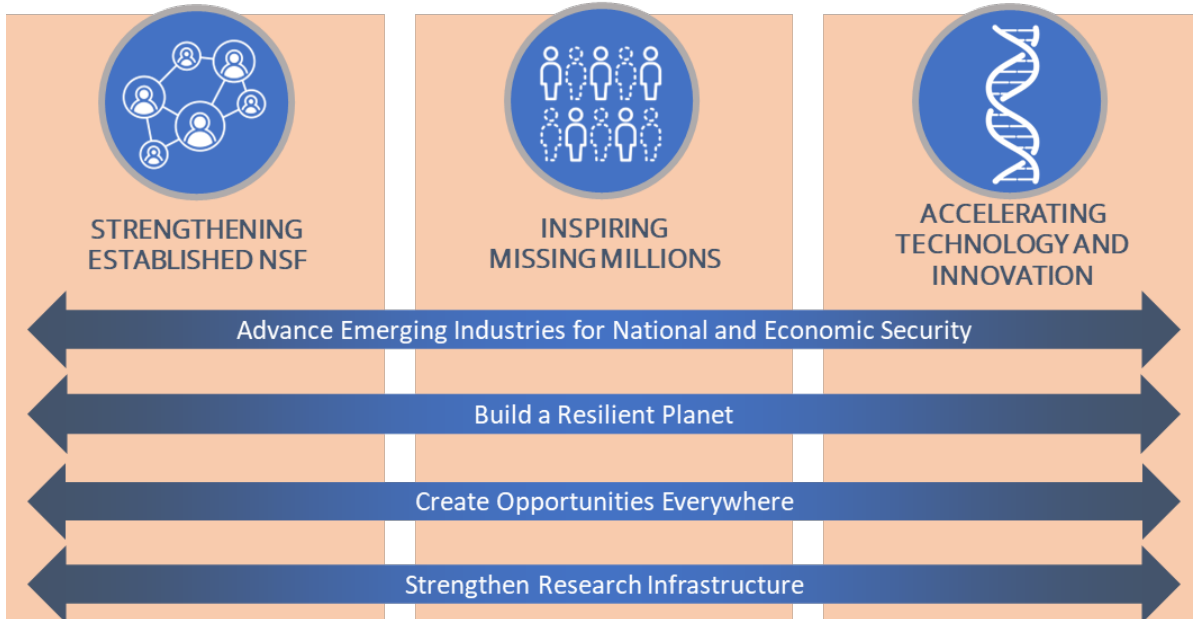 STRENGTHENING
ESTABLISHED NSF
INSPIRING
MISSING MILLIONS
ACCELERATING
TECHNOLOGY AND
INNOVATION
Advance Emerging Industries for National and Economic Security
Build a Resilient Planet
Create Opportunities Everywhere
Strengthen Research Infrastructure